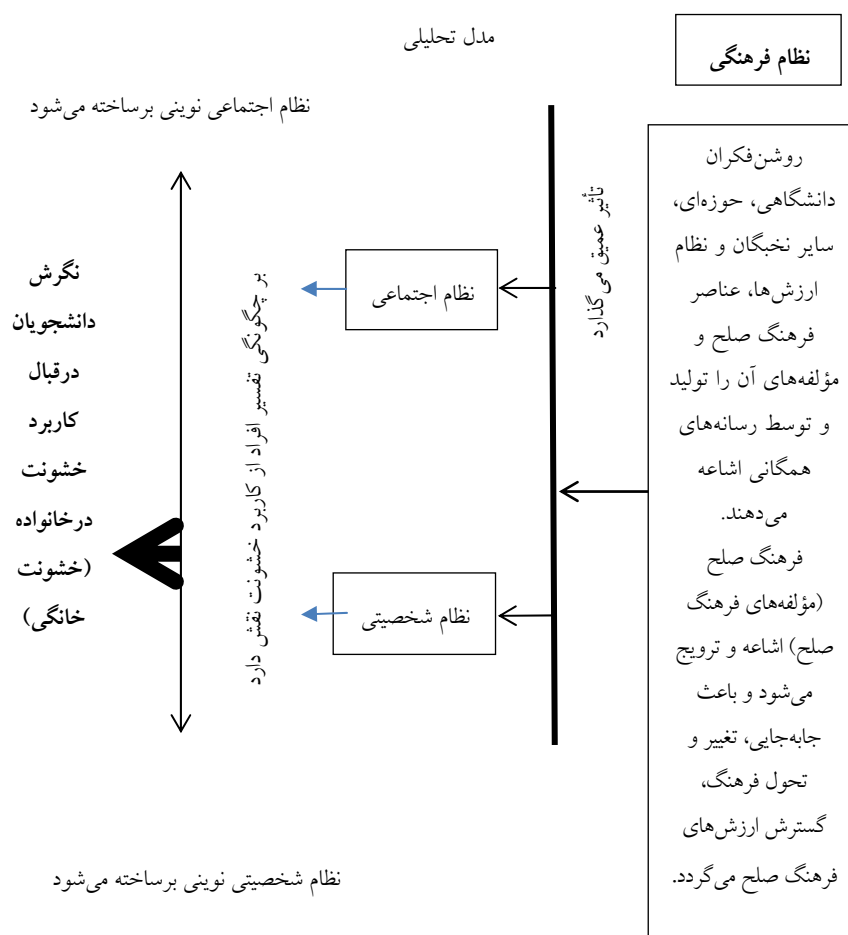 مدل تحلیلی
نظام فرهنگی
روشن‌فکران
دانشگاهی، حوزه‌ای،
سایر نخبگان و نظام
ارزش‌ها، عناصر
فرهنگ صلح و
مؤلفه‌های آن را تولید
و توسط رسانه‌های
همگانی اشاعه
می‌دهند.
فرهنگ صلح
(مؤلفه‌های فرهنگ
صلح) اشاعه و ترویج
می‌شود و باعث
جابه‌جایی، تغییر و
تحول فرهنگ،
گسترش ارزش‌های
فرهنگ صلح می‌گردد.
تأثیر عمیق می‌گذارد
نظام اجتماعی
نظام شخصیتی
بر چگونگی تفسیر افراد از کاربرد خشونت نقش دارد
نظام اجتماعی نوینی برساخته می‌شود
نگرش
دانشجویان
درقبال
کاربرد
خشونت
درخانواده
(خشونت
خانگی)
نظام شخصیتی نوینی برساخته می‌شود